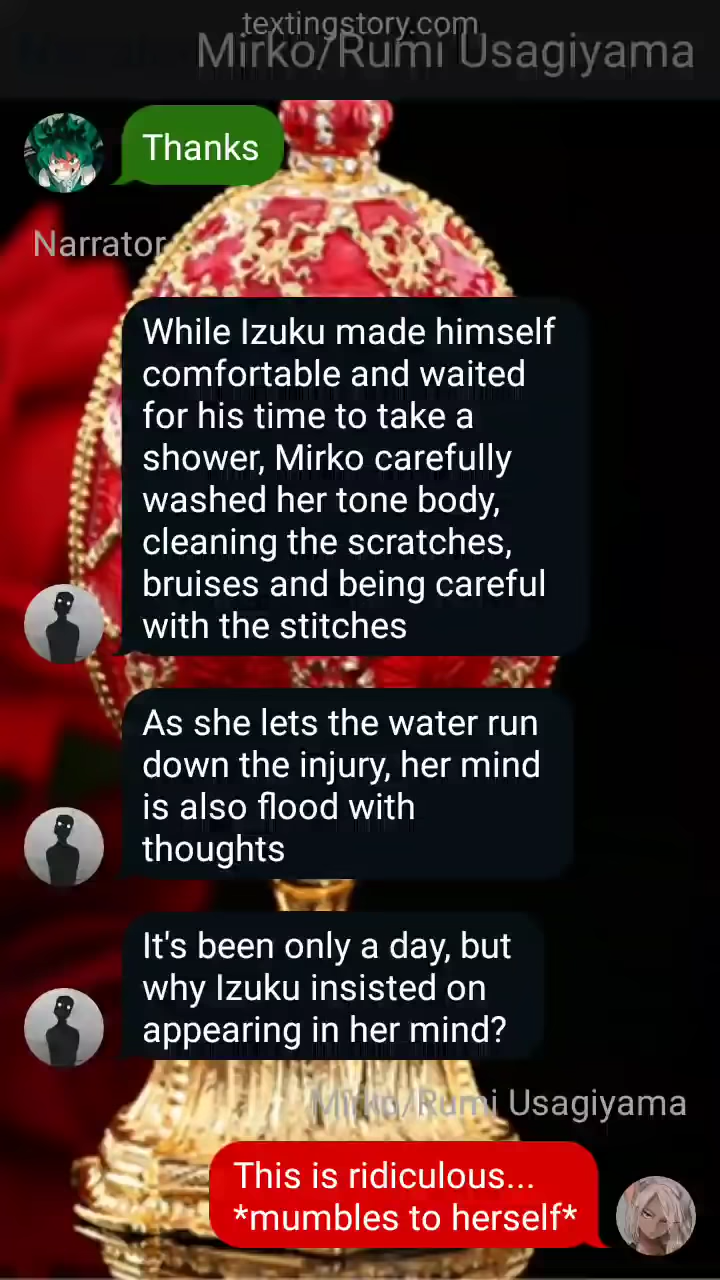 textingstory.com
Mirko/Rumi Usagiyama
Thanks
Narrator
While Izuku made himself
comfortable and waited
for his time to take a
shower, Mirko carefully
washed her tone body,
cleaning the scratches,
bruises and being careful
with the stitches
As she lets the water run
down the injury, her mind
is also flood with
thoughts
It's been only a day, but
why Izuku insisted on
appearing in her mind?
Mirko/Rumi Usagiyama
This is ridiculous...
*mumbles to herself*